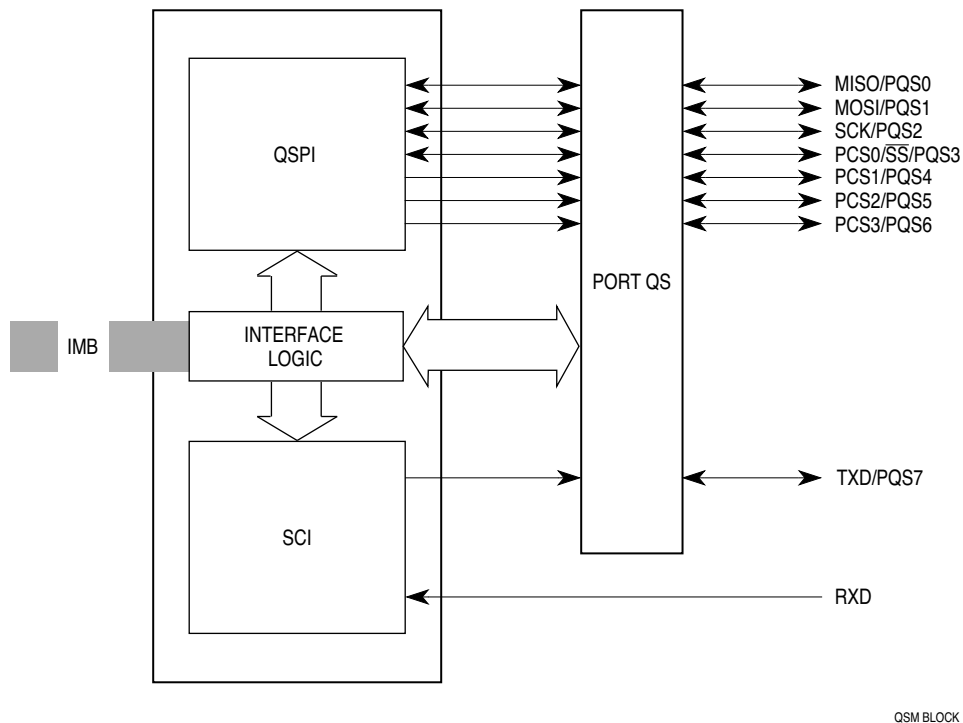 QSPI
MISO/PQS0
MOSI/PQS1
SCK/PQS2
PCS0/S̅S̅/PQS3
PCS1/PQS4
PCS2/PQS5
PCS3/PQS6
PORT QS
IMB
INTERFACE
LOGIC
TXD/PQS7
SCI
RXD
QSM BLOCK